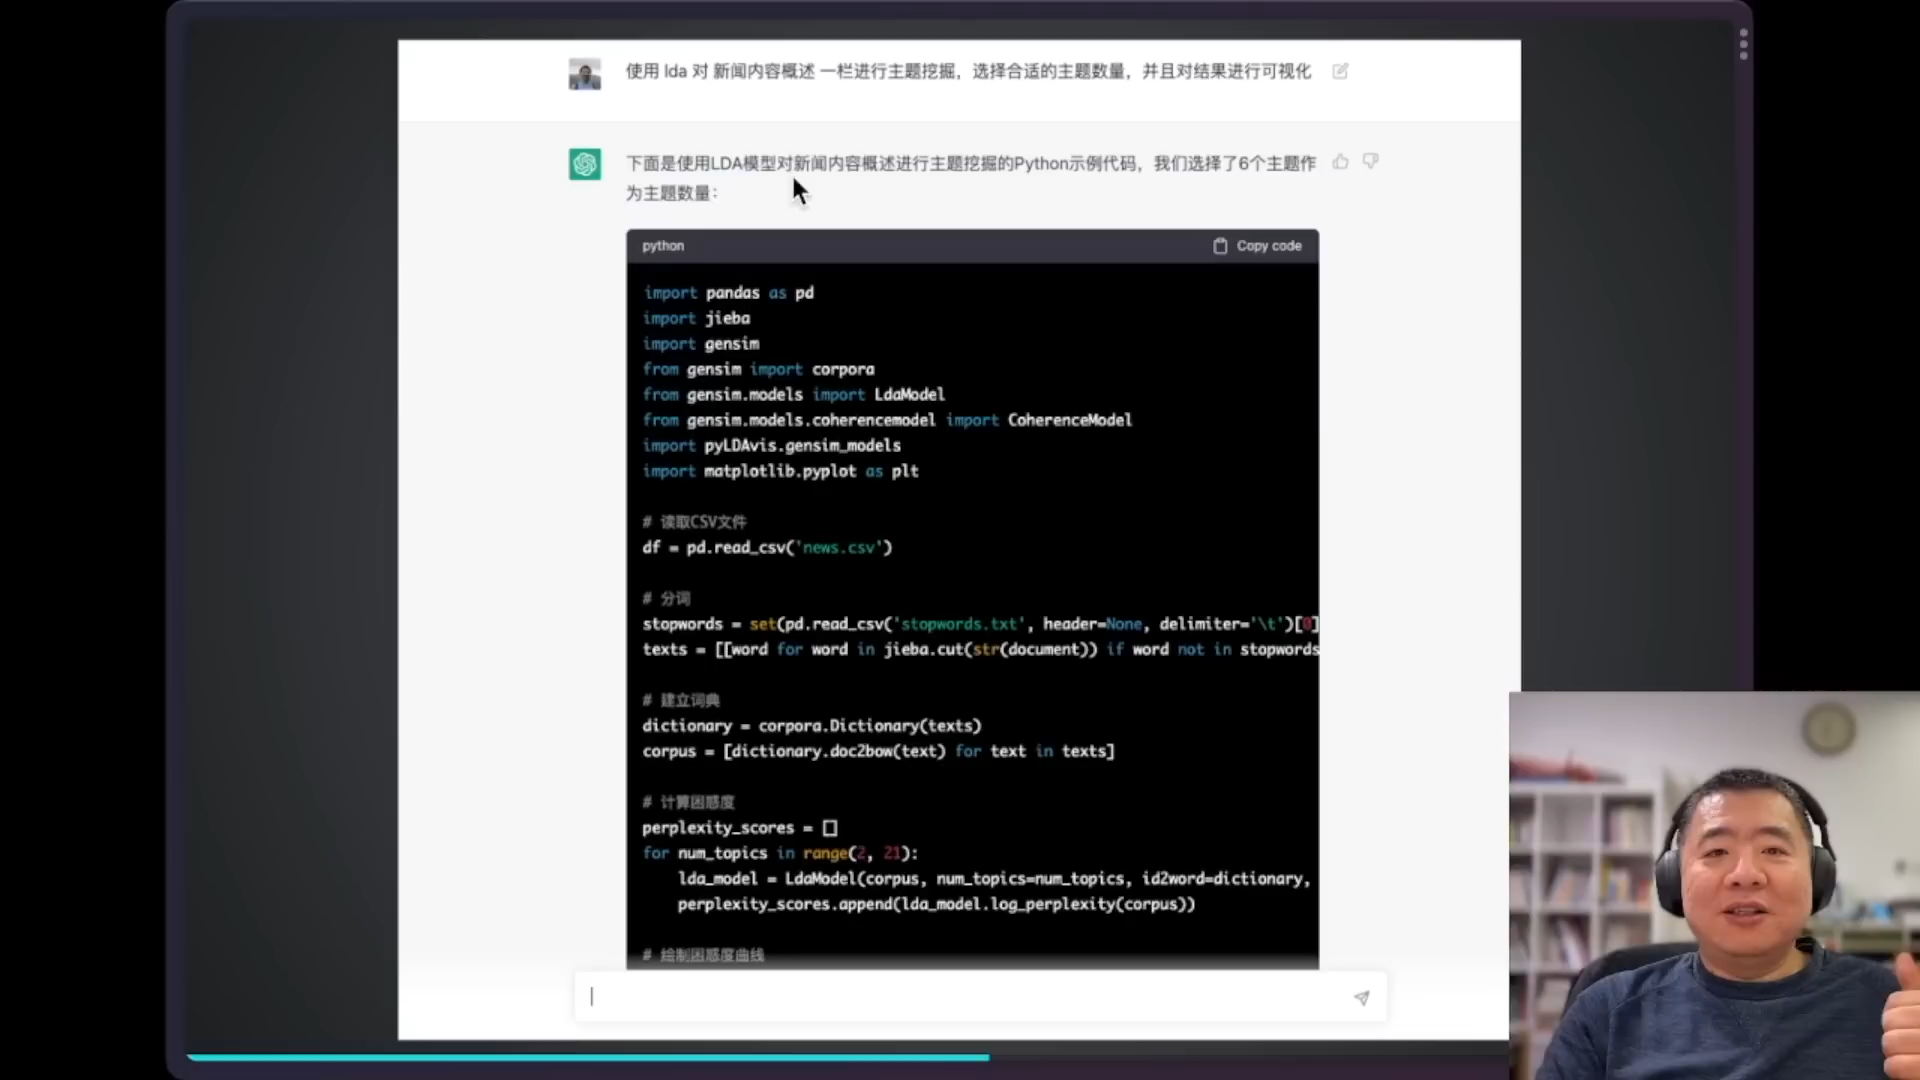 使用 lda 对 新闻内容概述 一栏进行主题挖掘，选择合适的主题数量，并且对结果进行可视化
下面是使用LDA模型对新闻内容概述进行主题挖掘的Python示例代码，我们选择了6个主题作
为主题数量：
python
Copy code
import pandas as pd
import jieba
import gensim
from gensim import corpora
from gensim.models import LdaModel
from gensim.models.coherencemodel import CoherenceModel
import pyLDAvis.gensim_models
import matplotlib.pyplot as plt
# 读取CSV文件
df = pd.read_csv('news.csv')
# 分词
stopwords = set(pd.read_csv('stopwords.txt', header=None, delimiter='\t')[0]
texts = [[word for word in jieba.cut(str(document)) if word not in stopwords
# 建立词典
dictionary = corpora.Dictionary(texts)
corpus = [dictionary.doc2bow(text) for text in texts]
# 计算困惑度
perplexity_scores = []
for num_topics in range(2, 21):
lda_model = LdaModel(corpus, num_topics=num_topics, id2word=dictionary,
perplexity_scores.append(lda_model.log_perplexity(corpus))
# 绘制困惑度曲线